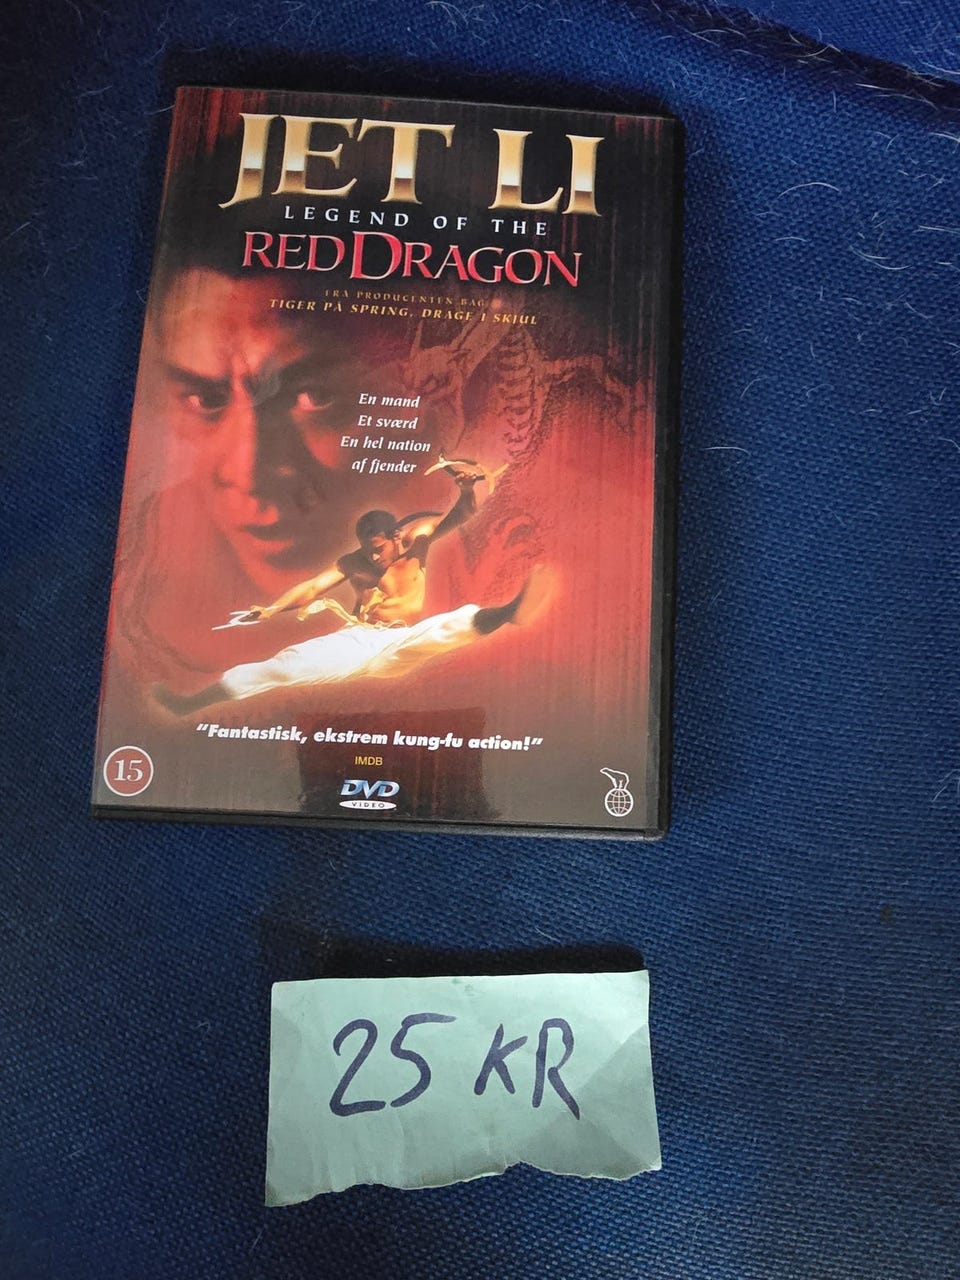 JET LI
LEGEND OF THE
RED DRAGON
FRA PRODUCENTEN BAG
TIGER PÅ SPRING, DRAGE I SKJUL
En mand
Et sværd
En hel nation
af fjender
"Fantastisk, ekstrem kung-fu action!"
IMDB
15
DVD
VIDEO
25 KR